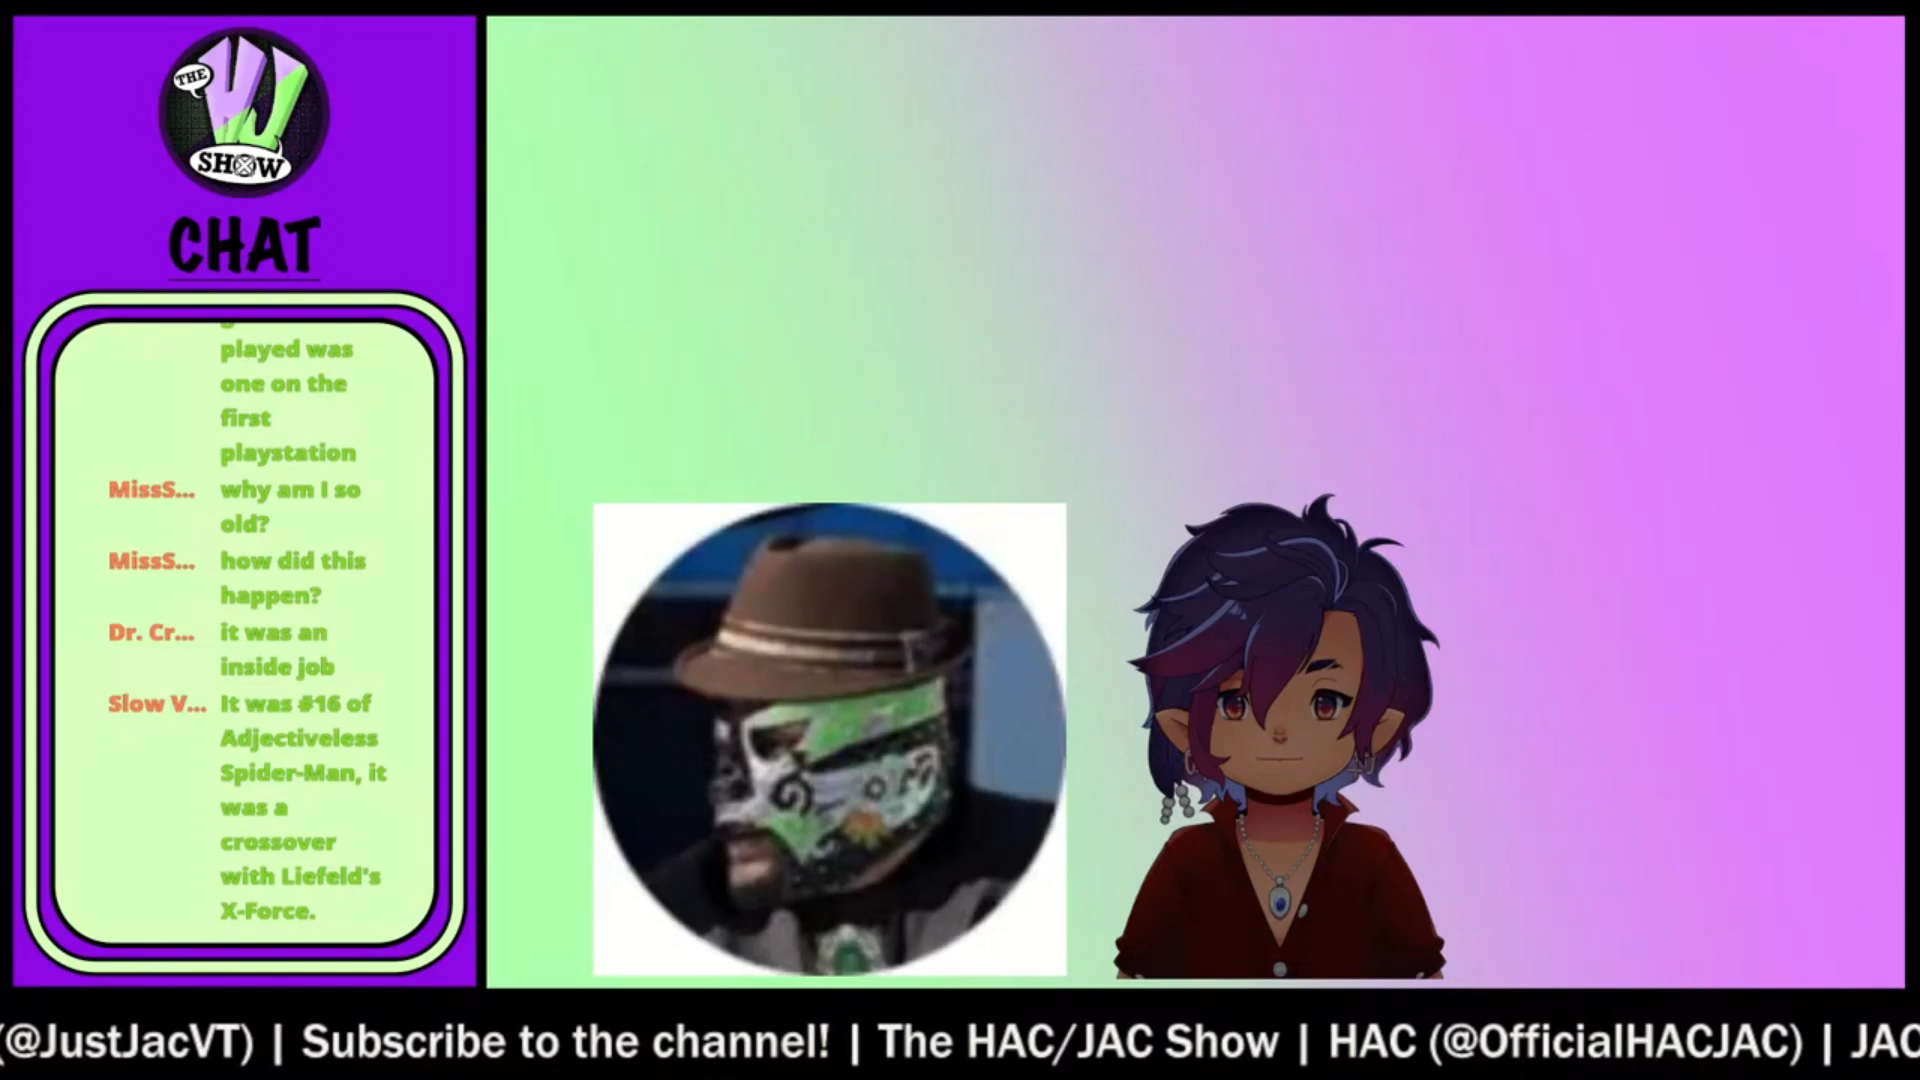 THE
HJ
SHOW
CHAT
played was
one on the
first
playstation
MissS... why am I so
old?
MissS... how did this
happen?
Dr. Cr... it was an
inside job
Slow V... It was #16 of
Adjectiveless
Spider-Man, it
was a
crossover
with Liefeld's
X-Force.
(@JustJacVT) | Subscribe to the channel! | The HAC/JAC Show | HAC (@OfficialHACJAC) | JAC